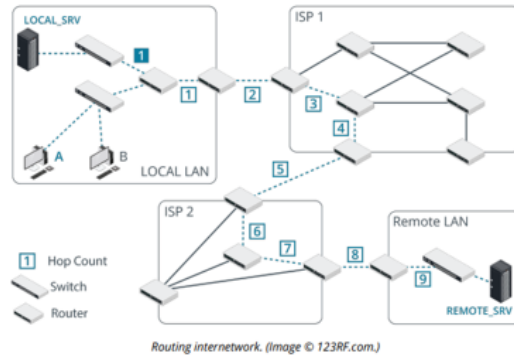 LOCAL_SRV
ISP 1
1
1
2
3
A
B
LOCAL LAN
4
5
ISP 2
Remote LAN
6
1 Hop Count
7
8
Switch
9
Router
REMOTE_SRV
Routing internetwork. (Image © 123RF.com.)